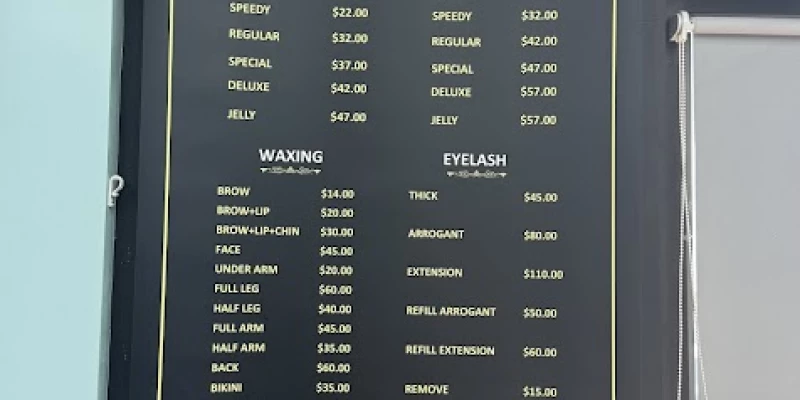 SPEEDY $22.00
REGULAR $32.00
SPECIAL $37.00
DELUXE $42.00
JELLY $47.00
SPEEDY $32.00
REGULAR $42.00
SPECIAL $47.00
DELUXE $57.00
JELLY $57.00
WAXING
BROW $14.00
BROW+LIP $20.00
BROW+LIP+CHIN $30.00
FACE $45.00
UNDER ARM $20.00
FULL LEG $60.00
HALF LEG $40.00
FULL ARM $45.00
HALF ARM $35.00
BACK $60.00
BIKINI $35.00
EYELASH
THICK $45.00
ARROGANT $80.00
EXTENSION $110.00
REFILL ARROGANT $50.00
REFILL EXTENSION $60.00
REMOVE $15.00